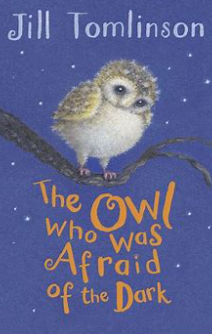 Jill Tomlinson
The Owl
who was
Afraid
of the Dark